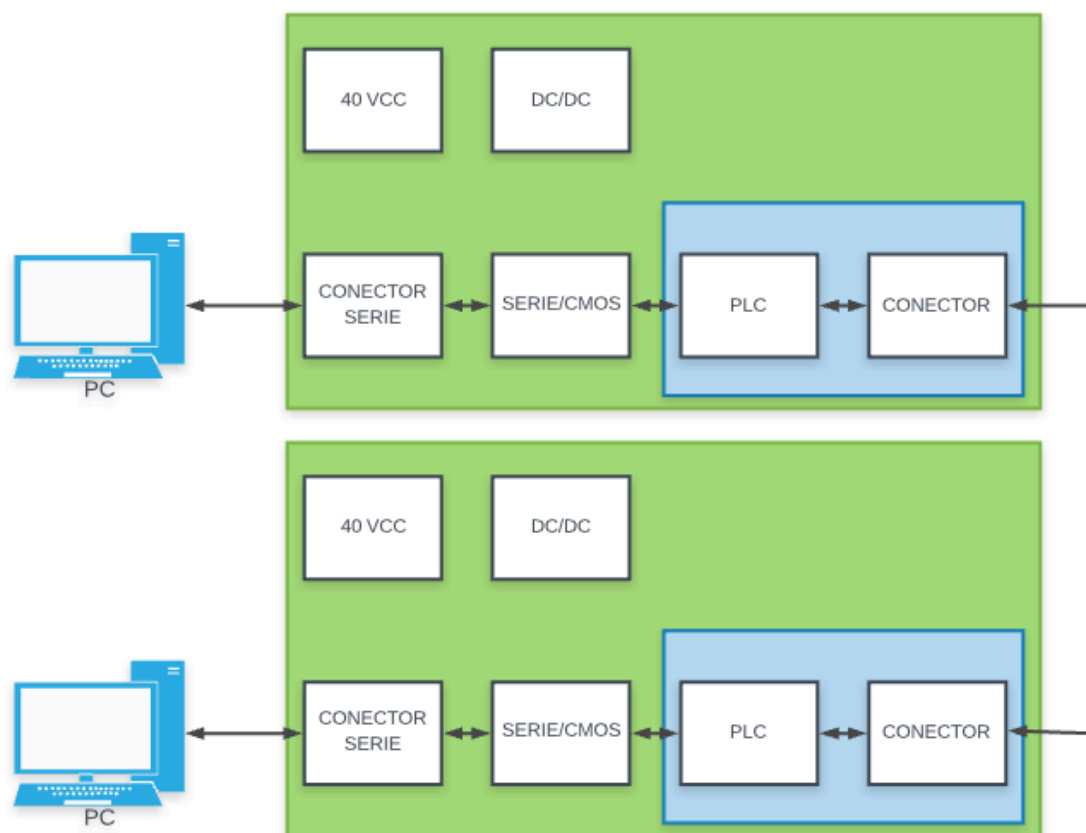 40 VCC
DC/DC
CONECTOR
SERIE
SERIE/CMOS
PLC
CONECTOR
PC
40 VCC
DC/DC
CONECTOR
SERIE
SERIE/CMOS
PLC
CONECTOR
PC